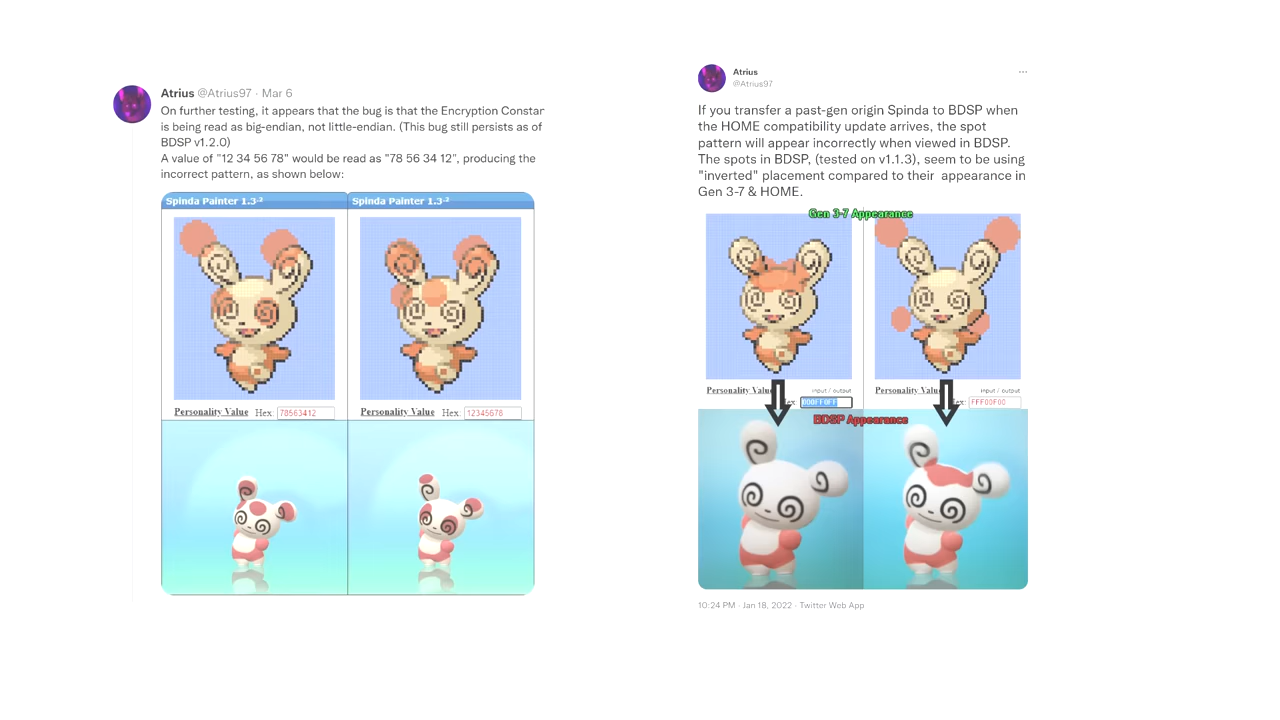 Atrius @Atrius97 · Mar 6
On further testing, it appears that the bug is that the Encryption Constar
is being read as big-endian, not little-endian. (This bug still persists as of
BDSP v1.2.0)
A value of "12 34 56 78" would be read as "78 56 34 12", producing the
incorrect pattern, as shown below:
Spinda Painter 1.3.2
Spinda Painter 1.3.2
Personality Value Hex: 78563412
Personality Value Hex: 12345678
Atrius
@Atrius97
...
If you transfer a past-gen origin Spinda to BDSP when
the HOME compatibility update arrives, the spot
pattern will appear incorrectly when viewed in BDSP.
The spots in BDSP, (tested on v1.1.3), seem to be using
"inverted" placement compared to their appearance in
Gen 3-7 & HOME.
Gen 3-7 Appearance
Personality Valu input / output
Personality Value input / output
FFF00F00
BDSP Appearance
10:24 PM · Jan 18, 2022 · Twitter Web App